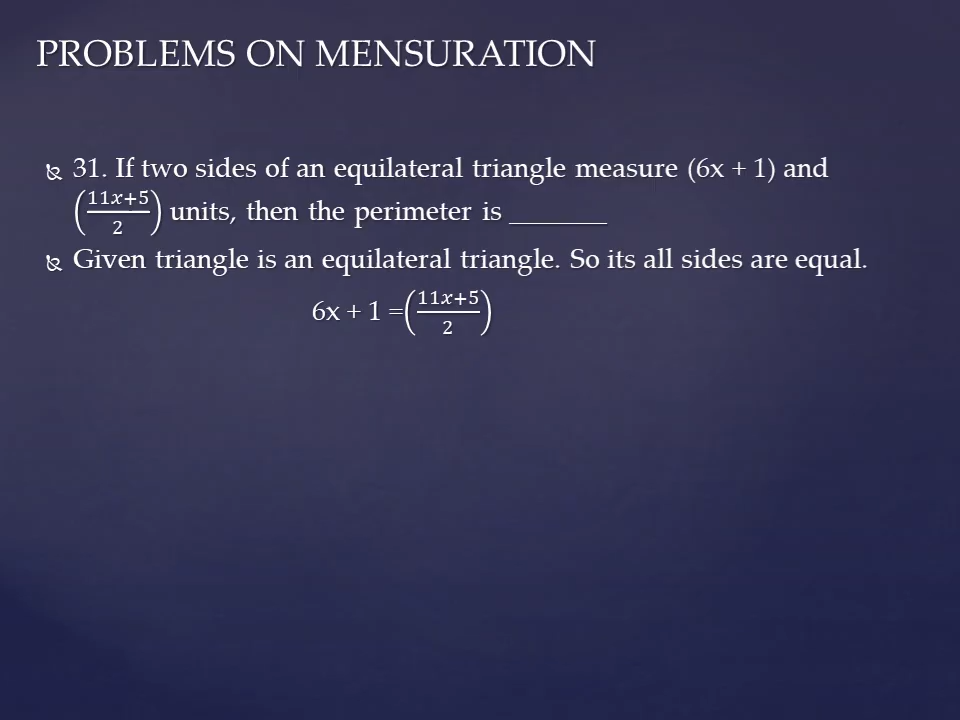 PROBLEMS ON MENSURATION
31. If two sides of an equilateral triangle measure (6x + 1) and
(11x+5/2) units, then the perimeter is _______
Given triangle is an equilateral triangle. So its all sides are equal.
6x + 1 =(11x+5/2)